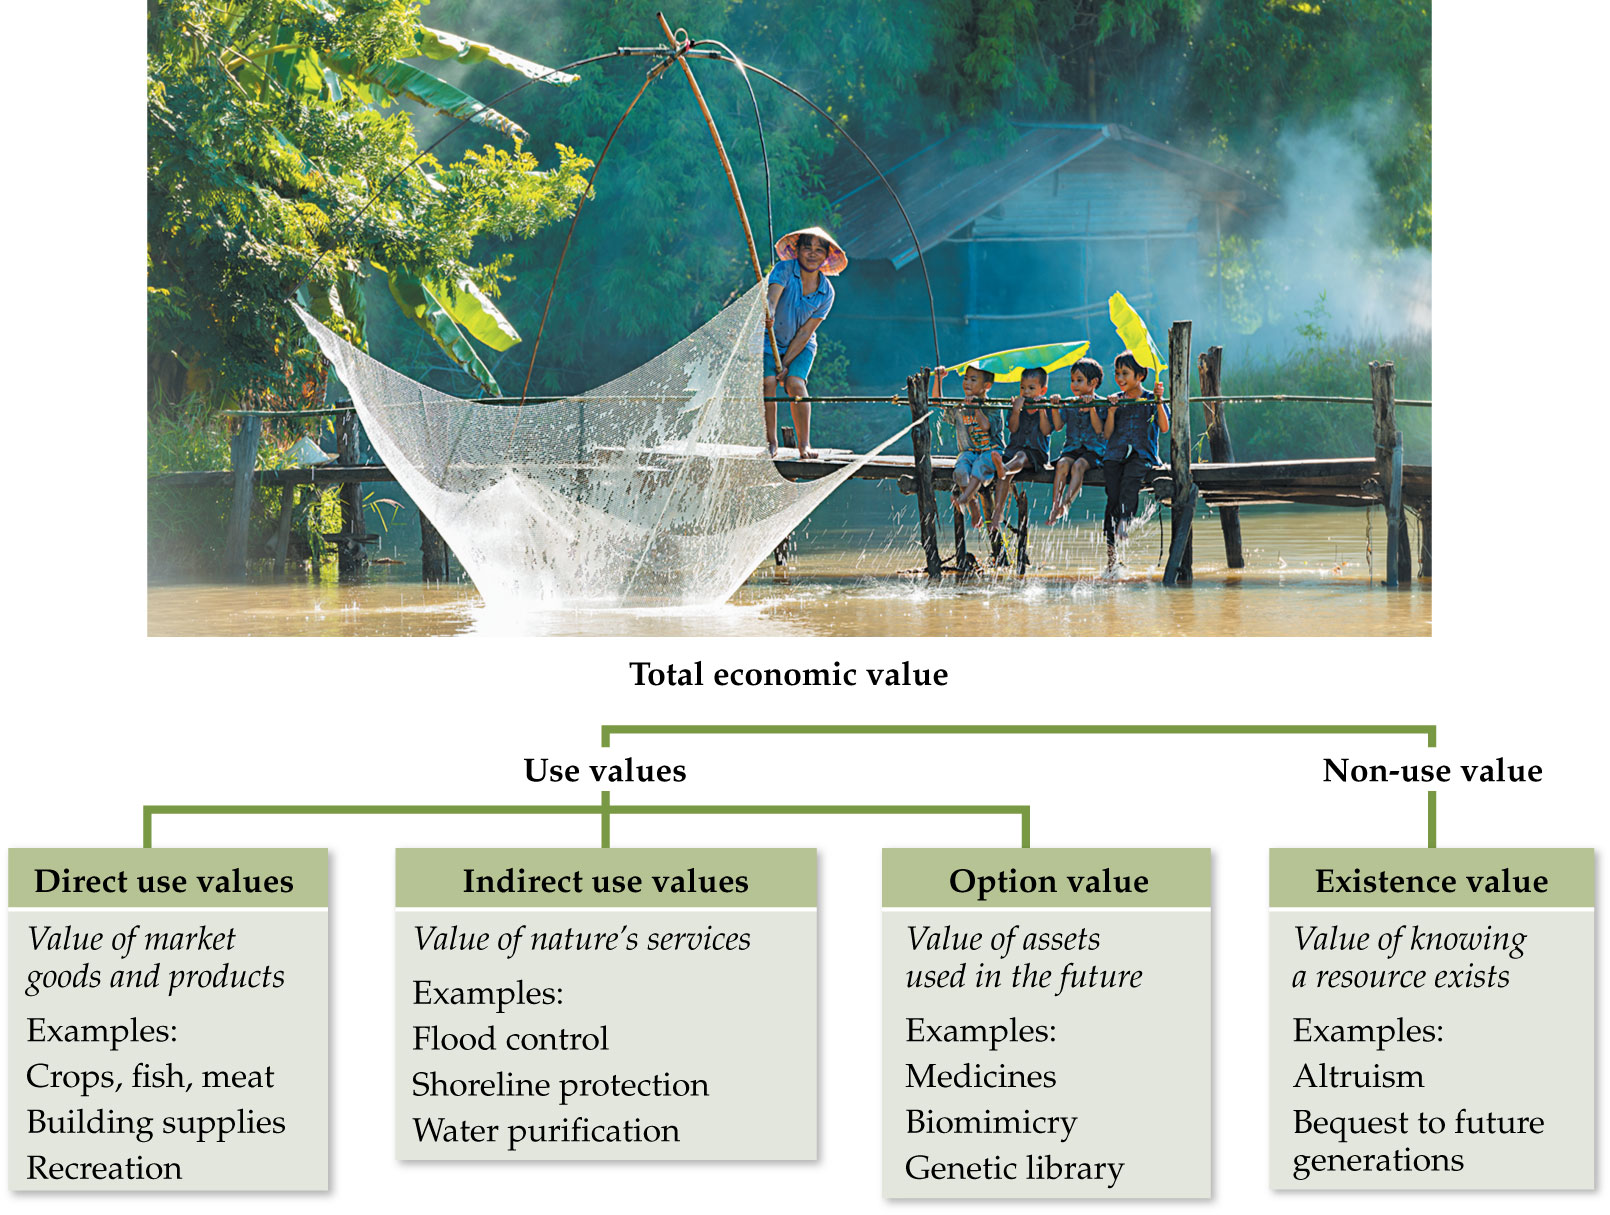 Total economic value
Use values
Non-use value
Direct use values
Value of market
goods and products
Examples:
Crops, fish, meat
Building supplies
Recreation
Indirect use values
Value of nature’s services
Examples:
Flood control
Shoreline protection
Water purification
Option value
Value of assets
used in the future
Examples:
Medicines
Biomimicry
Genetic library
Existence value
Value of knowing
a resource exists
Examples:
Altruism
Bequest to future
generations